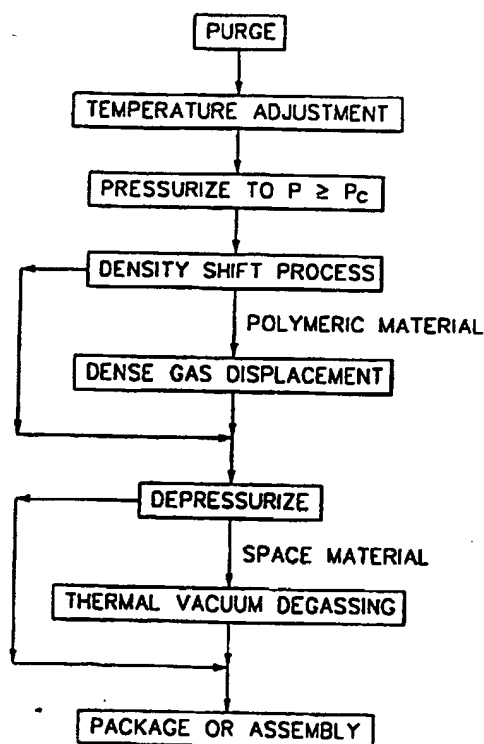 PURGE
TEMPERATURE ADJUSTMENT
PRESSURIZE TO P ≥ Pc
DENSITY SHIFT PROCESS
POLYMERIC MATERIAL
DENSE GAS DISPLACEMENT
DEPRESSURIZE
SPACE MATERIAL
THERMAL VACUUM DEGASSING
PACKAGE OR ASSEMBLY